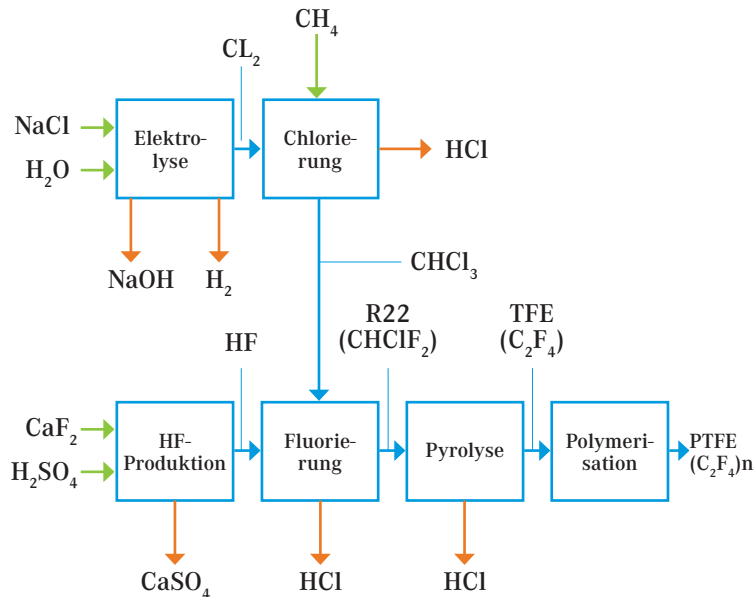 CH₄
CL₂
NaCl
H₂O
Elektro-
lyse
Chlorie-
rung
HCl
NaOH
H₂
CHCl₃
HF
R22
(CHClF₂)
TFE
(C₂F₄)
CaF₂
H₂SO₄
HF-
Produktion
Fluorie-
rung
Pyrolyse
Polymeri-
sation
PTFE
(C₂F₄)n
CaSO₄
HCl
HCl